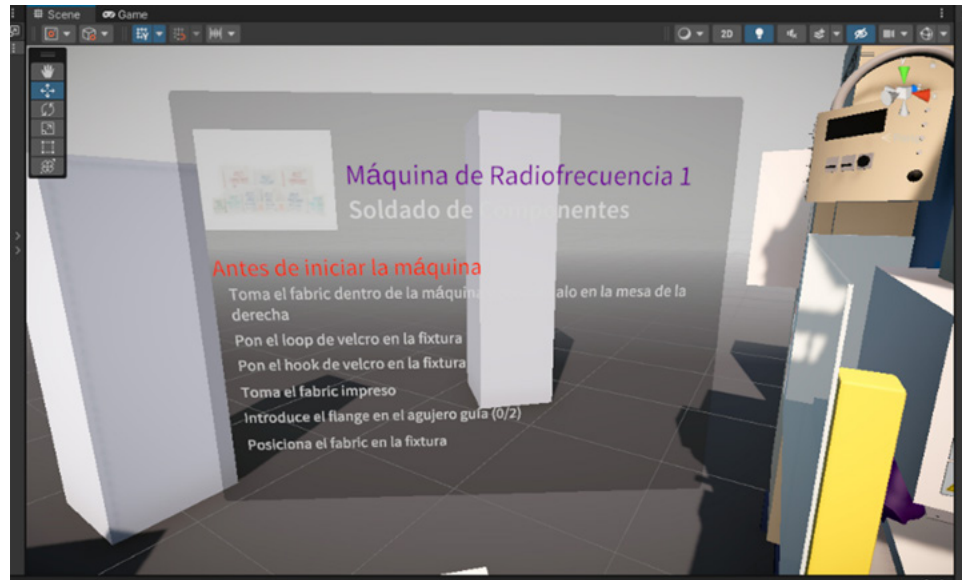 Scene Game
2D
Máquina de Radiofrecuencia 1
Soldado de componentes
Antes de iniciar la máquina
Toma el fabric dentro de la máquina alo en la mesa de la
derecha
Pon el loop de velcro en la fixtura
Pon el hook de velcro en la fixtura
Toma el fabric impreso
Introduce el flange en el agujero guía (0/2)
Posiciona el fabric en la fixtura